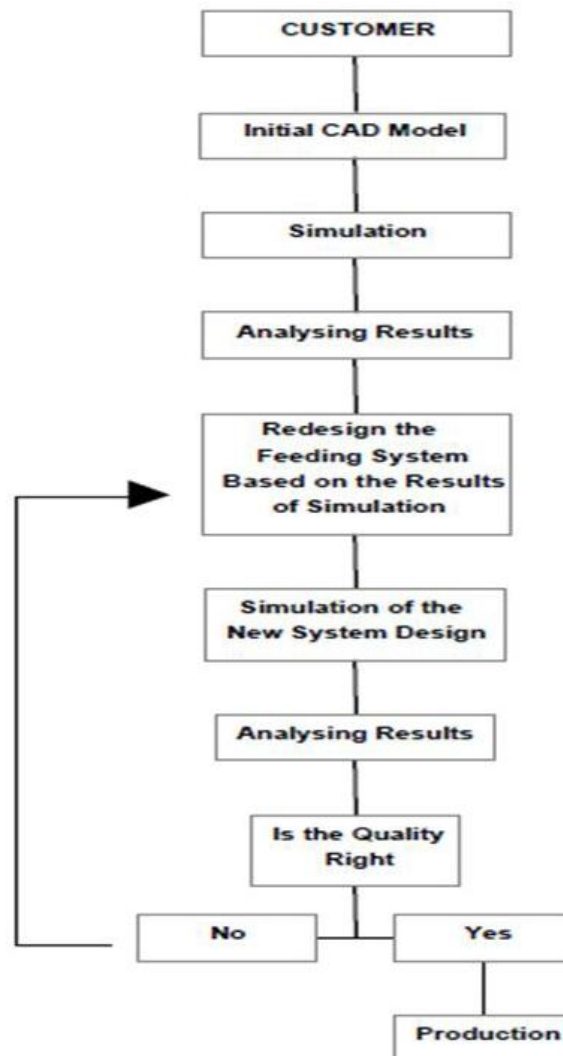 CUSTOMER
Initial CAD Model
Simulation
Analysing Results
Redesign the
Feeding System
Based on the Results
of Simulation
Simulation of the
New System Design
Analysing Results
Is the Quality
Right
No
Yes
Production